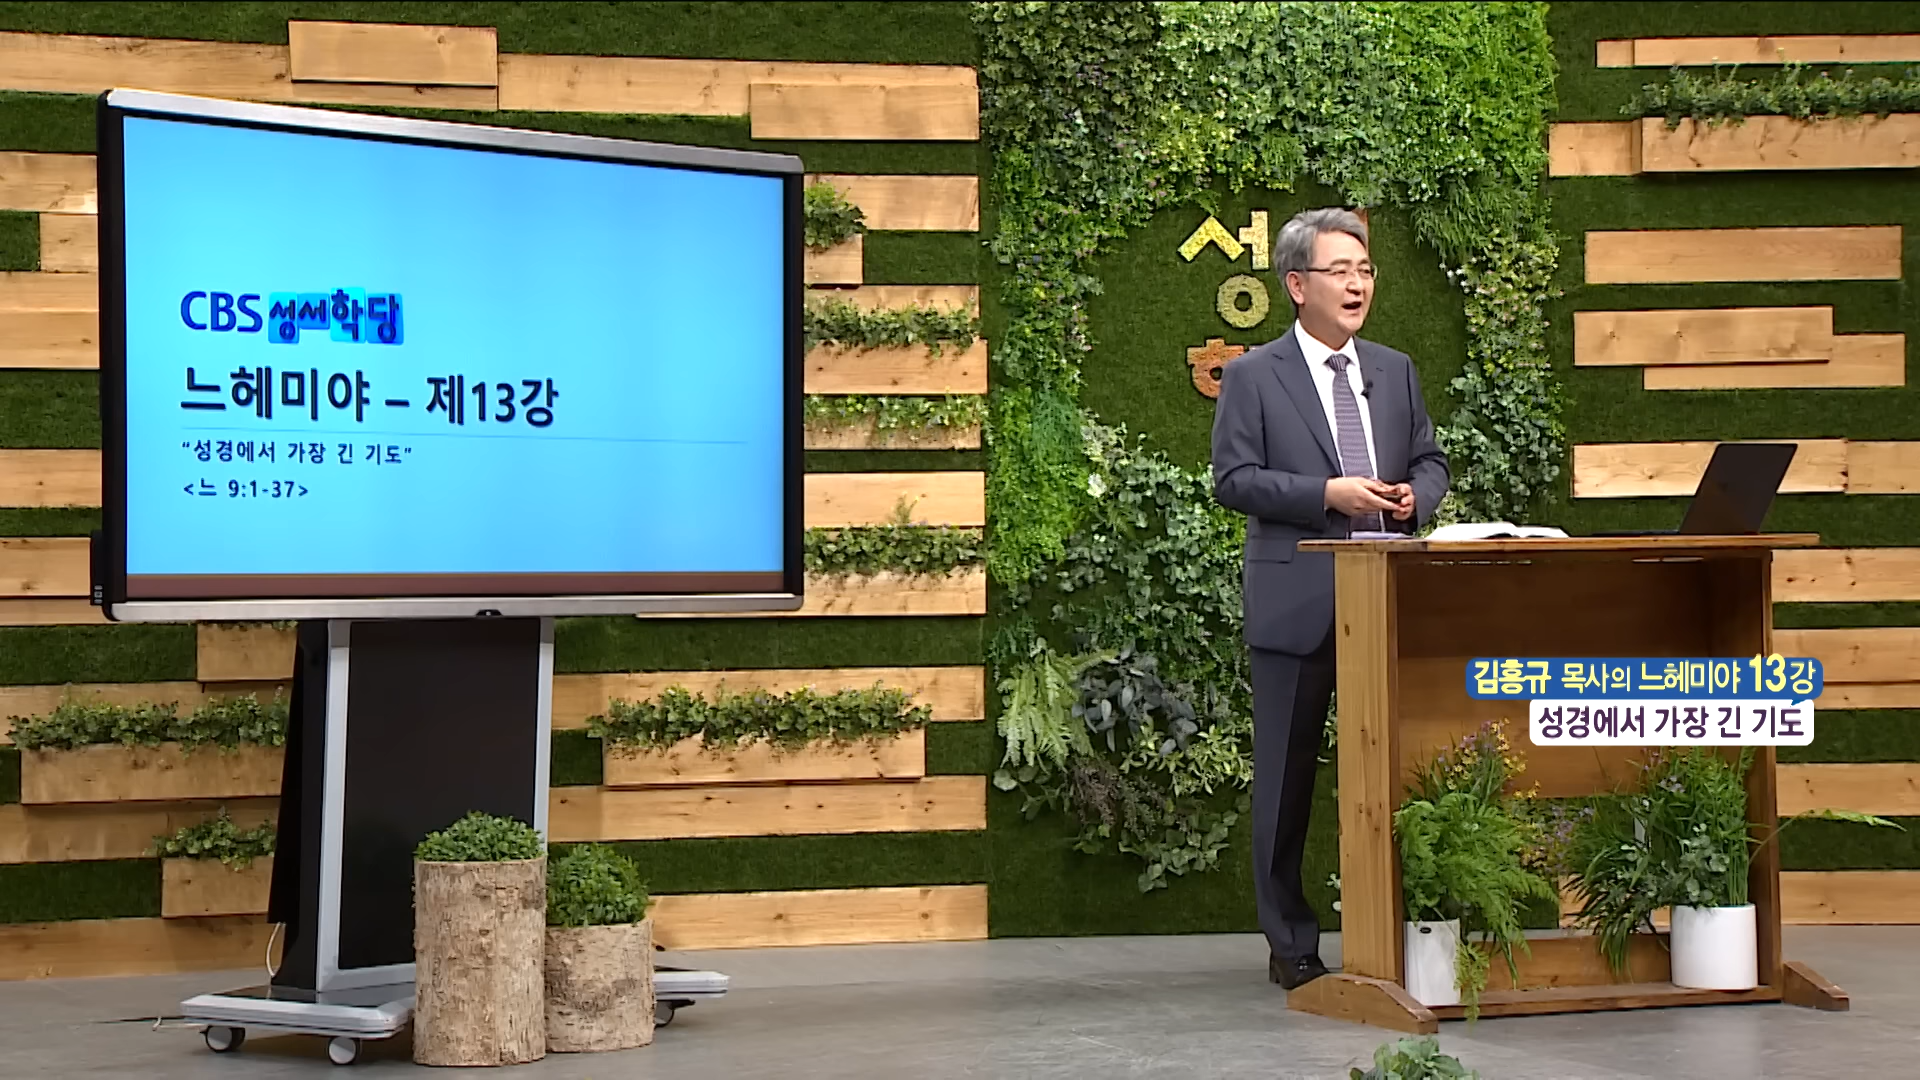 CBS 성서학당
느헤미야 – 제13강
“성경에서 가장 긴 기도”
<느 9:1-37>
성
김흥규 목사의 느헤미야 13강
성경에서 가장 긴 기도